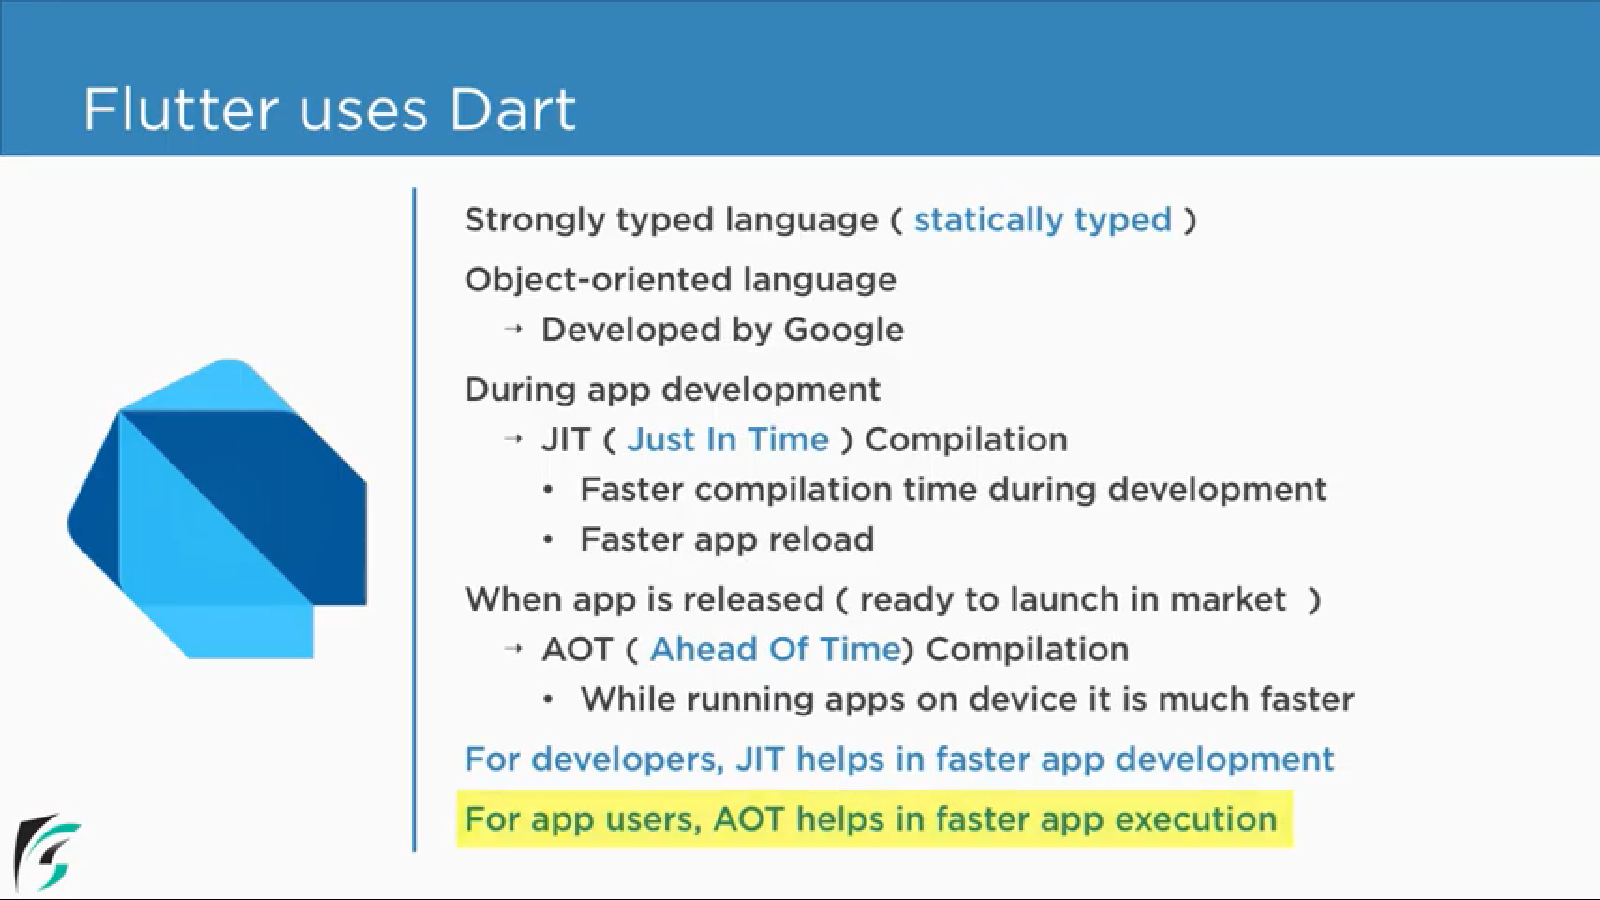 Flutter uses Dart
Strongly typed language ( statically typed )
Object-oriented language
→ Developed by Google
During app development
→ JIT ( Just In Time ) Compilation
• Faster compilation time during development
• Faster app reload
When app is released ( ready to launch in market  )
→ AOT ( Ahead Of Time) Compilation
• While running apps on device it is much faster
For developers, JIT helps in faster app development
For app users, AOT helps in faster app execution